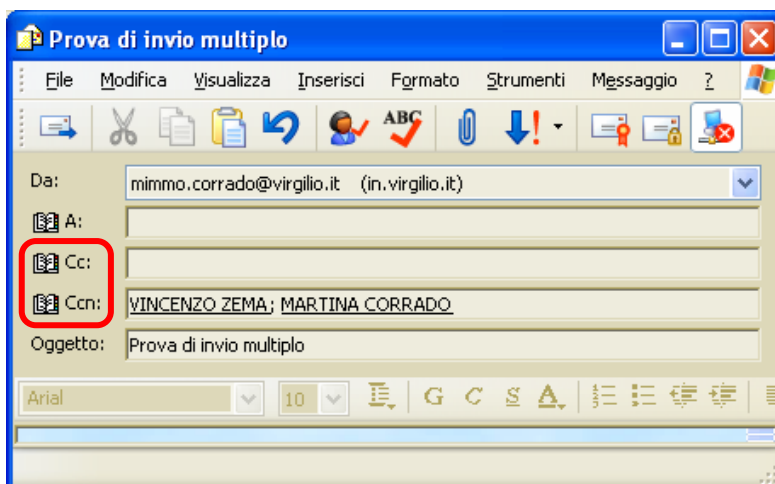 Prova di invio multiplo
File Modifica Visualizza Inserisci Formato Strumenti Messaggio ?
ABC
Da: mimmo.corrado@virgilio.it (in.virgilio.it)
A:
Cc:
Ccn: VINCENZO ZEMA; MARTINA CORRADO
Oggetto: Prova di invio multiplo
Arial 10 G C S A